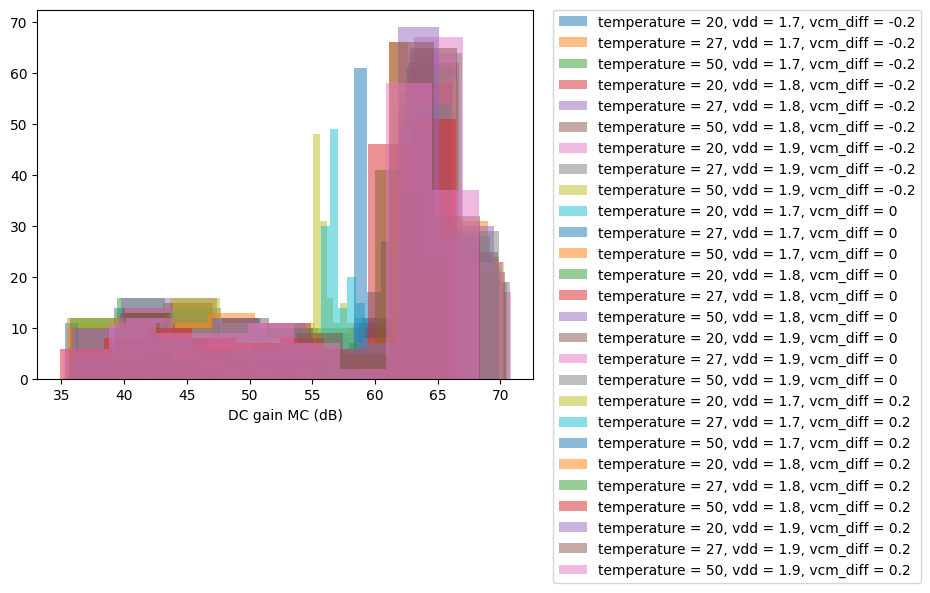 70
60
50
40
30
20
10
0
35 40 45 50 55 60 65 70
DC gain MC (dB)
temperature = 20, vdd = 1.7, vcm_diff = -0.2
temperature = 27, vdd = 1.7, vcm_diff = -0.2
temperature = 50, vdd = 1.7, vcm_diff = -0.2
temperature = 20, vdd = 1.8, vcm_diff = -0.2
temperature = 27, vdd = 1.8, vcm_diff = -0.2
temperature = 50, vdd = 1.8, vcm_diff = -0.2
temperature = 20, vdd = 1.9, vcm_diff = -0.2
temperature = 27, vdd = 1.9, vcm_diff = -0.2
temperature = 50, vdd = 1.9, vcm_diff = -0.2
temperature = 20, vdd = 1.7, vcm_diff = 0
temperature = 27, vdd = 1.7, vcm_diff = 0
temperature = 50, vdd = 1.7, vcm_diff = 0
temperature = 20, vdd = 1.8, vcm_diff = 0
temperature = 27, vdd = 1.8, vcm_diff = 0
temperature = 50, vdd = 1.8, vcm_diff = 0
temperature = 20, vdd = 1.9, vcm_diff = 0
temperature = 27, vdd = 1.9, vcm_diff = 0
temperature = 50, vdd = 1.9, vcm_diff = 0
temperature = 20, vdd = 1.7, vcm_diff = 0.2
temperature = 27, vdd = 1.7, vcm_diff = 0.2
temperature = 50, vdd = 1.7, vcm_diff = 0.2
temperature = 20, vdd = 1.8, vcm_diff = 0.2
temperature = 27, vdd = 1.8, vcm_diff = 0.2
temperature = 50, vdd = 1.8, vcm_diff = 0.2
temperature = 20, vdd = 1.9, vcm_diff = 0.2
temperature = 27, vdd = 1.9, vcm_diff = 0.2
temperature = 50, vdd = 1.9, vcm_diff = 0.2